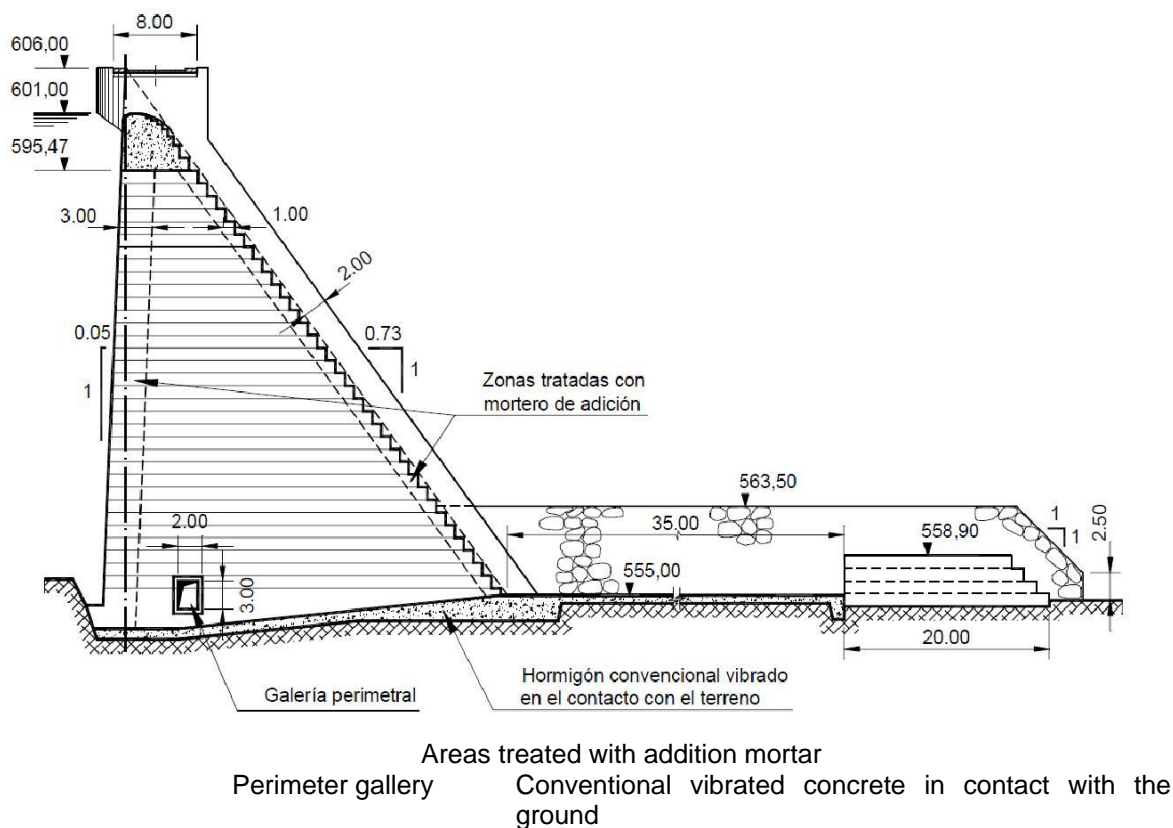 8.00
606,00
601,00
595,47
3.00
1.00
2.00
0.05
1
0.73
1
Zonas tratadas con
mortero de adición
563,50
1
1
2.50
2.00
35.00
558,90
3.00
555,00
20.00
Hormigón convencional vibrado
en el contacto con el terreno
Galería perimetral
Areas treated with addition mortar
Perimeter gallery Conventional vibrated concrete in contact with the
ground